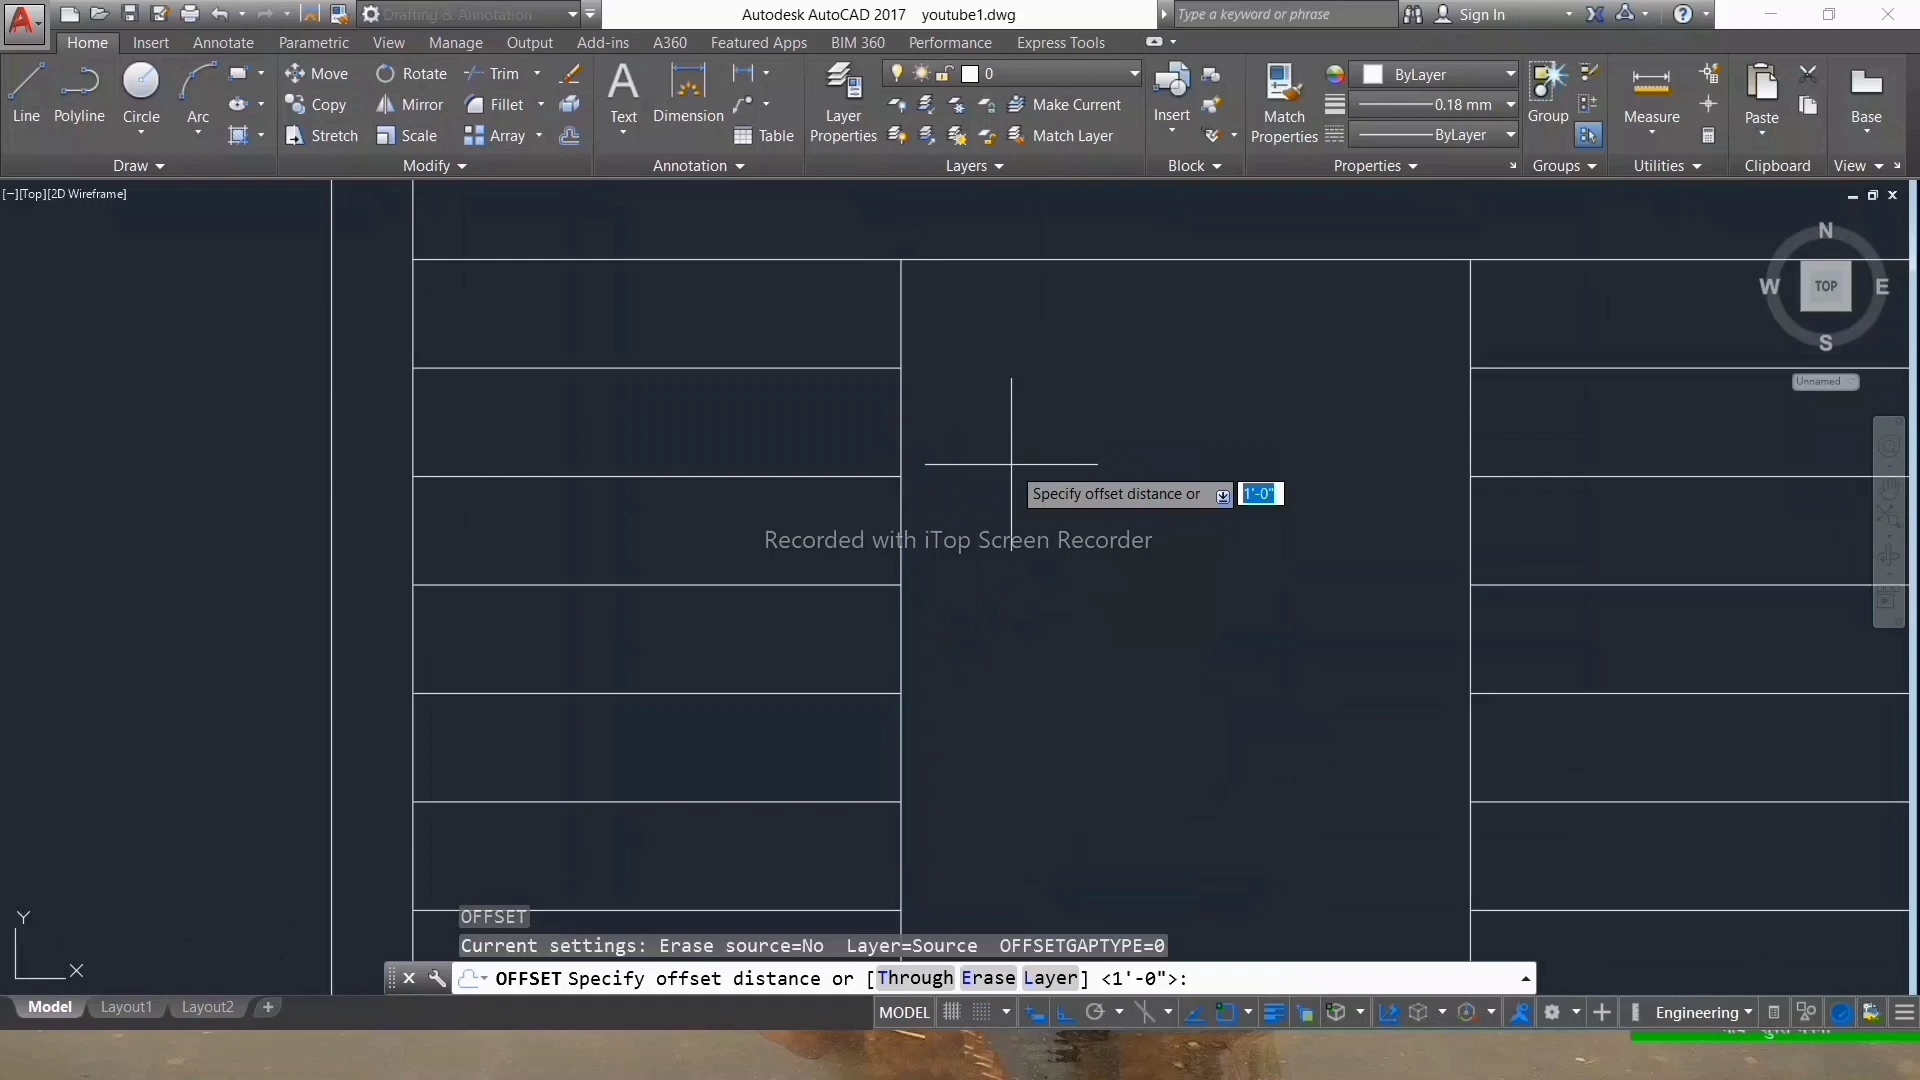 Drafting & Annotation
Autodesk AutoCAD 2017 youtube1.dwg
Type a keyword or phrase
Sign In
Home Insert Annotate Parametric View Manage Output Add-ins A360 Featured Apps BIM 360 Performance Express Tools
Line Polyline Circle Arc
Move Rotate Trim
Copy Mirror Fillet
Stretch Scale Array
Text Dimension Table
Layer Properties
0
Make Current
Match Layer
Insert
Match Properties
ByLayer
0.18 mm
ByLayer
Group
Measure
Paste
Base
Draw Modify Annotation Layers Block Properties Groups Utilities Clipboard View
[−][Top][2D Wireframe]
N
W TOP E
S
Unnamed
Specify offset distance or 1'-0"
Recorded with iTop Screen Recorder
Y
X
OFFSET
Current settings: Erase source=No Layer=Source OFFSETGAPTYPE=0
OFFSET Specify offset distance or [Through Erase Layer] <1'-0">:
Model Layout1 Layout2
MODEL
Engineering